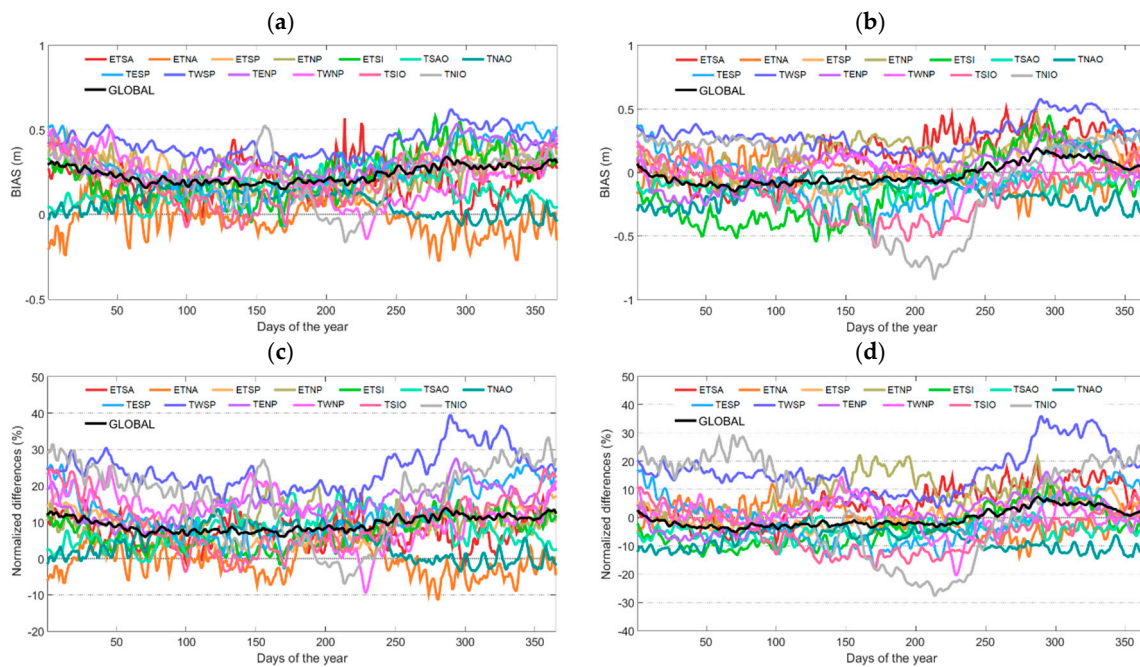 (a)
BIAS (m)
1
0.5
0
-0.5
ETSA ETNA ETSP ETNP ETSI TSAO TNAO
TESP TWSP TENP TWNP TSIO TNIO
GLOBAL
50 100 150 200 250 300 350
Days of the year
(b)
BIAS (m)
1
0.5
0
-0.5
-1
ETSA ETNA ETSP ETNP ETSI TSAO TNAO
TESP TWSP TENP TWNP TSIO TNIO
GLOBAL
50 100 150 200 250 300 350
Days of the year
(c)
Normalized differences (%)
50
40
30
20
10
0
-10
-20
ETSA ETNA ETSP ETNP ETSI TSAO TNAO
TESP TWSP TENP TWNP TSIO TNIO
GLOBAL
50 100 150 200 250 300 350
Days of the year
(d)
Normalized differences (%)
50
40
30
20
10
0
-10
-20
-30
-40
ETSA ETNA ETSP ETNP ETSI TSAO TNAO
TESP TWSP TENP TWNP TSIO TNIO
GLOBAL
50 100 150 200 250 300 350
Days of the year